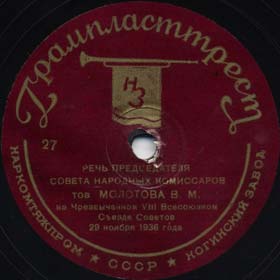 Грампласттрест
НЗ
27
РЕЧЬ ПРЕДСЕДАТЕЛЯ
СОВЕТА НАРОДНЫХ КОМИССАРОВ
тов МОЛОТОВА В. М.
на Чрезвычайном VIII Всесоюзном
Съезде Советов
29 ноября 1936 года
НАРКОМТЯЖПРОМ ★ СССР ★ НОГИНСКИЙ ЗАВОД